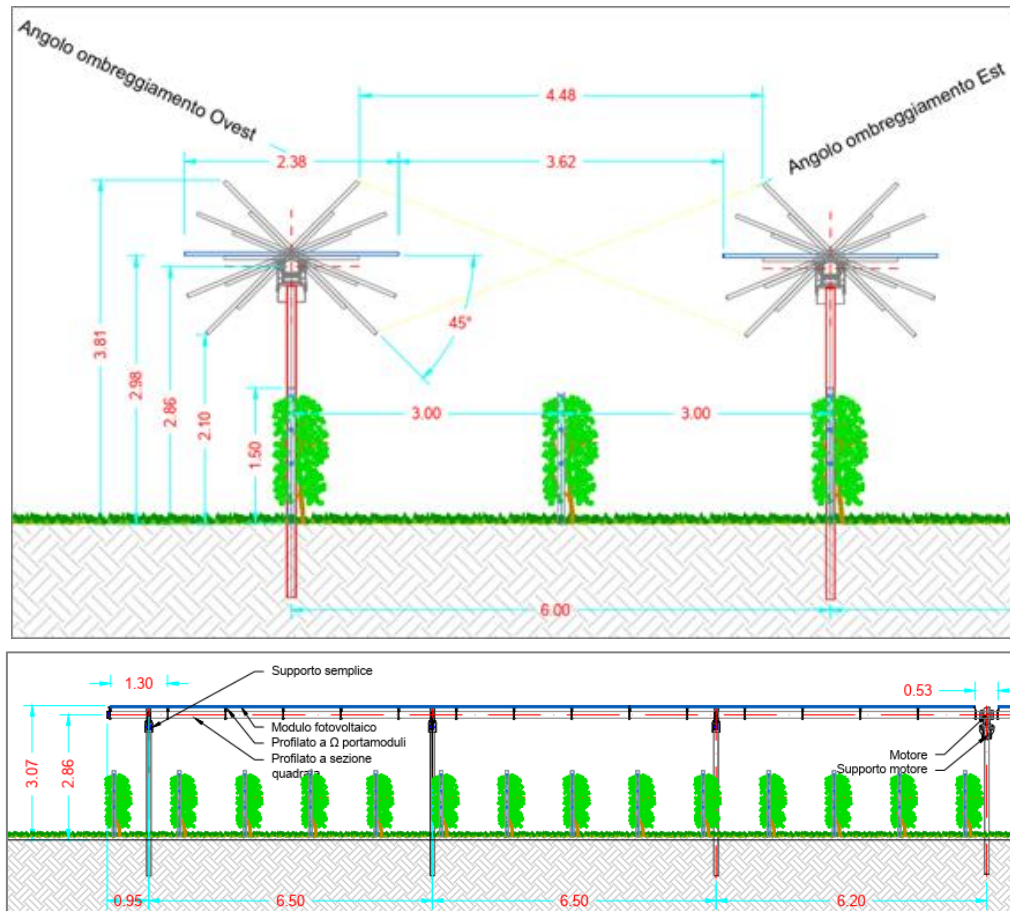 Angolo ombreggiamento Ovest
Angolo ombreggiamento Est
4.48
2.38
3.62
45°
3.81
2.98
2.86
2.10
1.50
3.00
3.00
6.00
Supporto semplice
1.30
0.53
Modulo fotovoltaico
Profilato a Ω portamoduli
Profilato a sezione
quadrata
Motore
Supporto motore
3.07
2.86
0.95
6.50
6.50
6.20